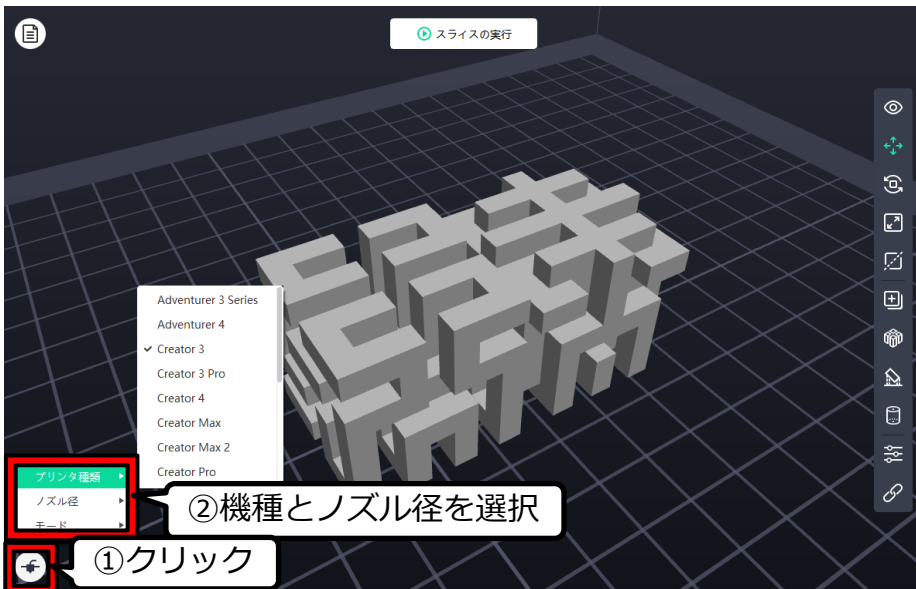 スライスの実行
Adventurer 3 Series
Adventurer 4
Creator 3
Creator 3 Pro
Creator 4
Creator Max
Creator Max 2
Creator Pro
プリンタ種類
ノズル径
モード
②機種とノズル径を選択
①クリック